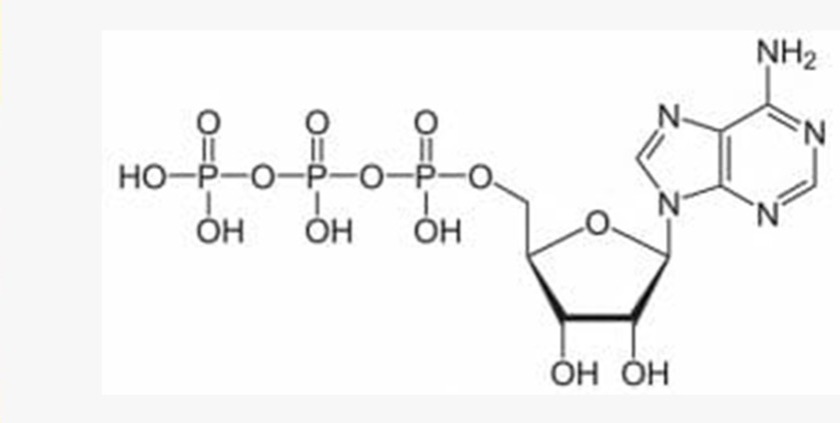 NH₂
N N
O O O
HO P O P O P O
N N
OH OH OH
O
OH OH